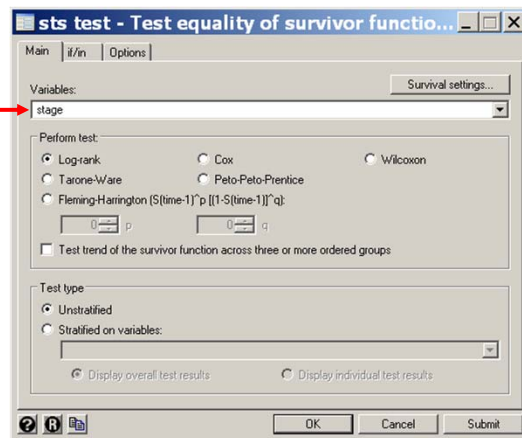 sts test - Test equality of survivor functio...
Main if/in Options
Survival settings...
Variables:
stage
Perform test:
Log-rank Cox Wilcoxon
Tarone-Ware Peto-Peto-Prentice
Fleming-Harrington (S(time-1)^p [(1-S(time-1)]^q):
0 p 0 q
Test trend of the survivor function across three or more ordered groups
Test type
Unstratified
Stratified on variables:
Display overall test results Display individual test results
? R OK Cancel Submit